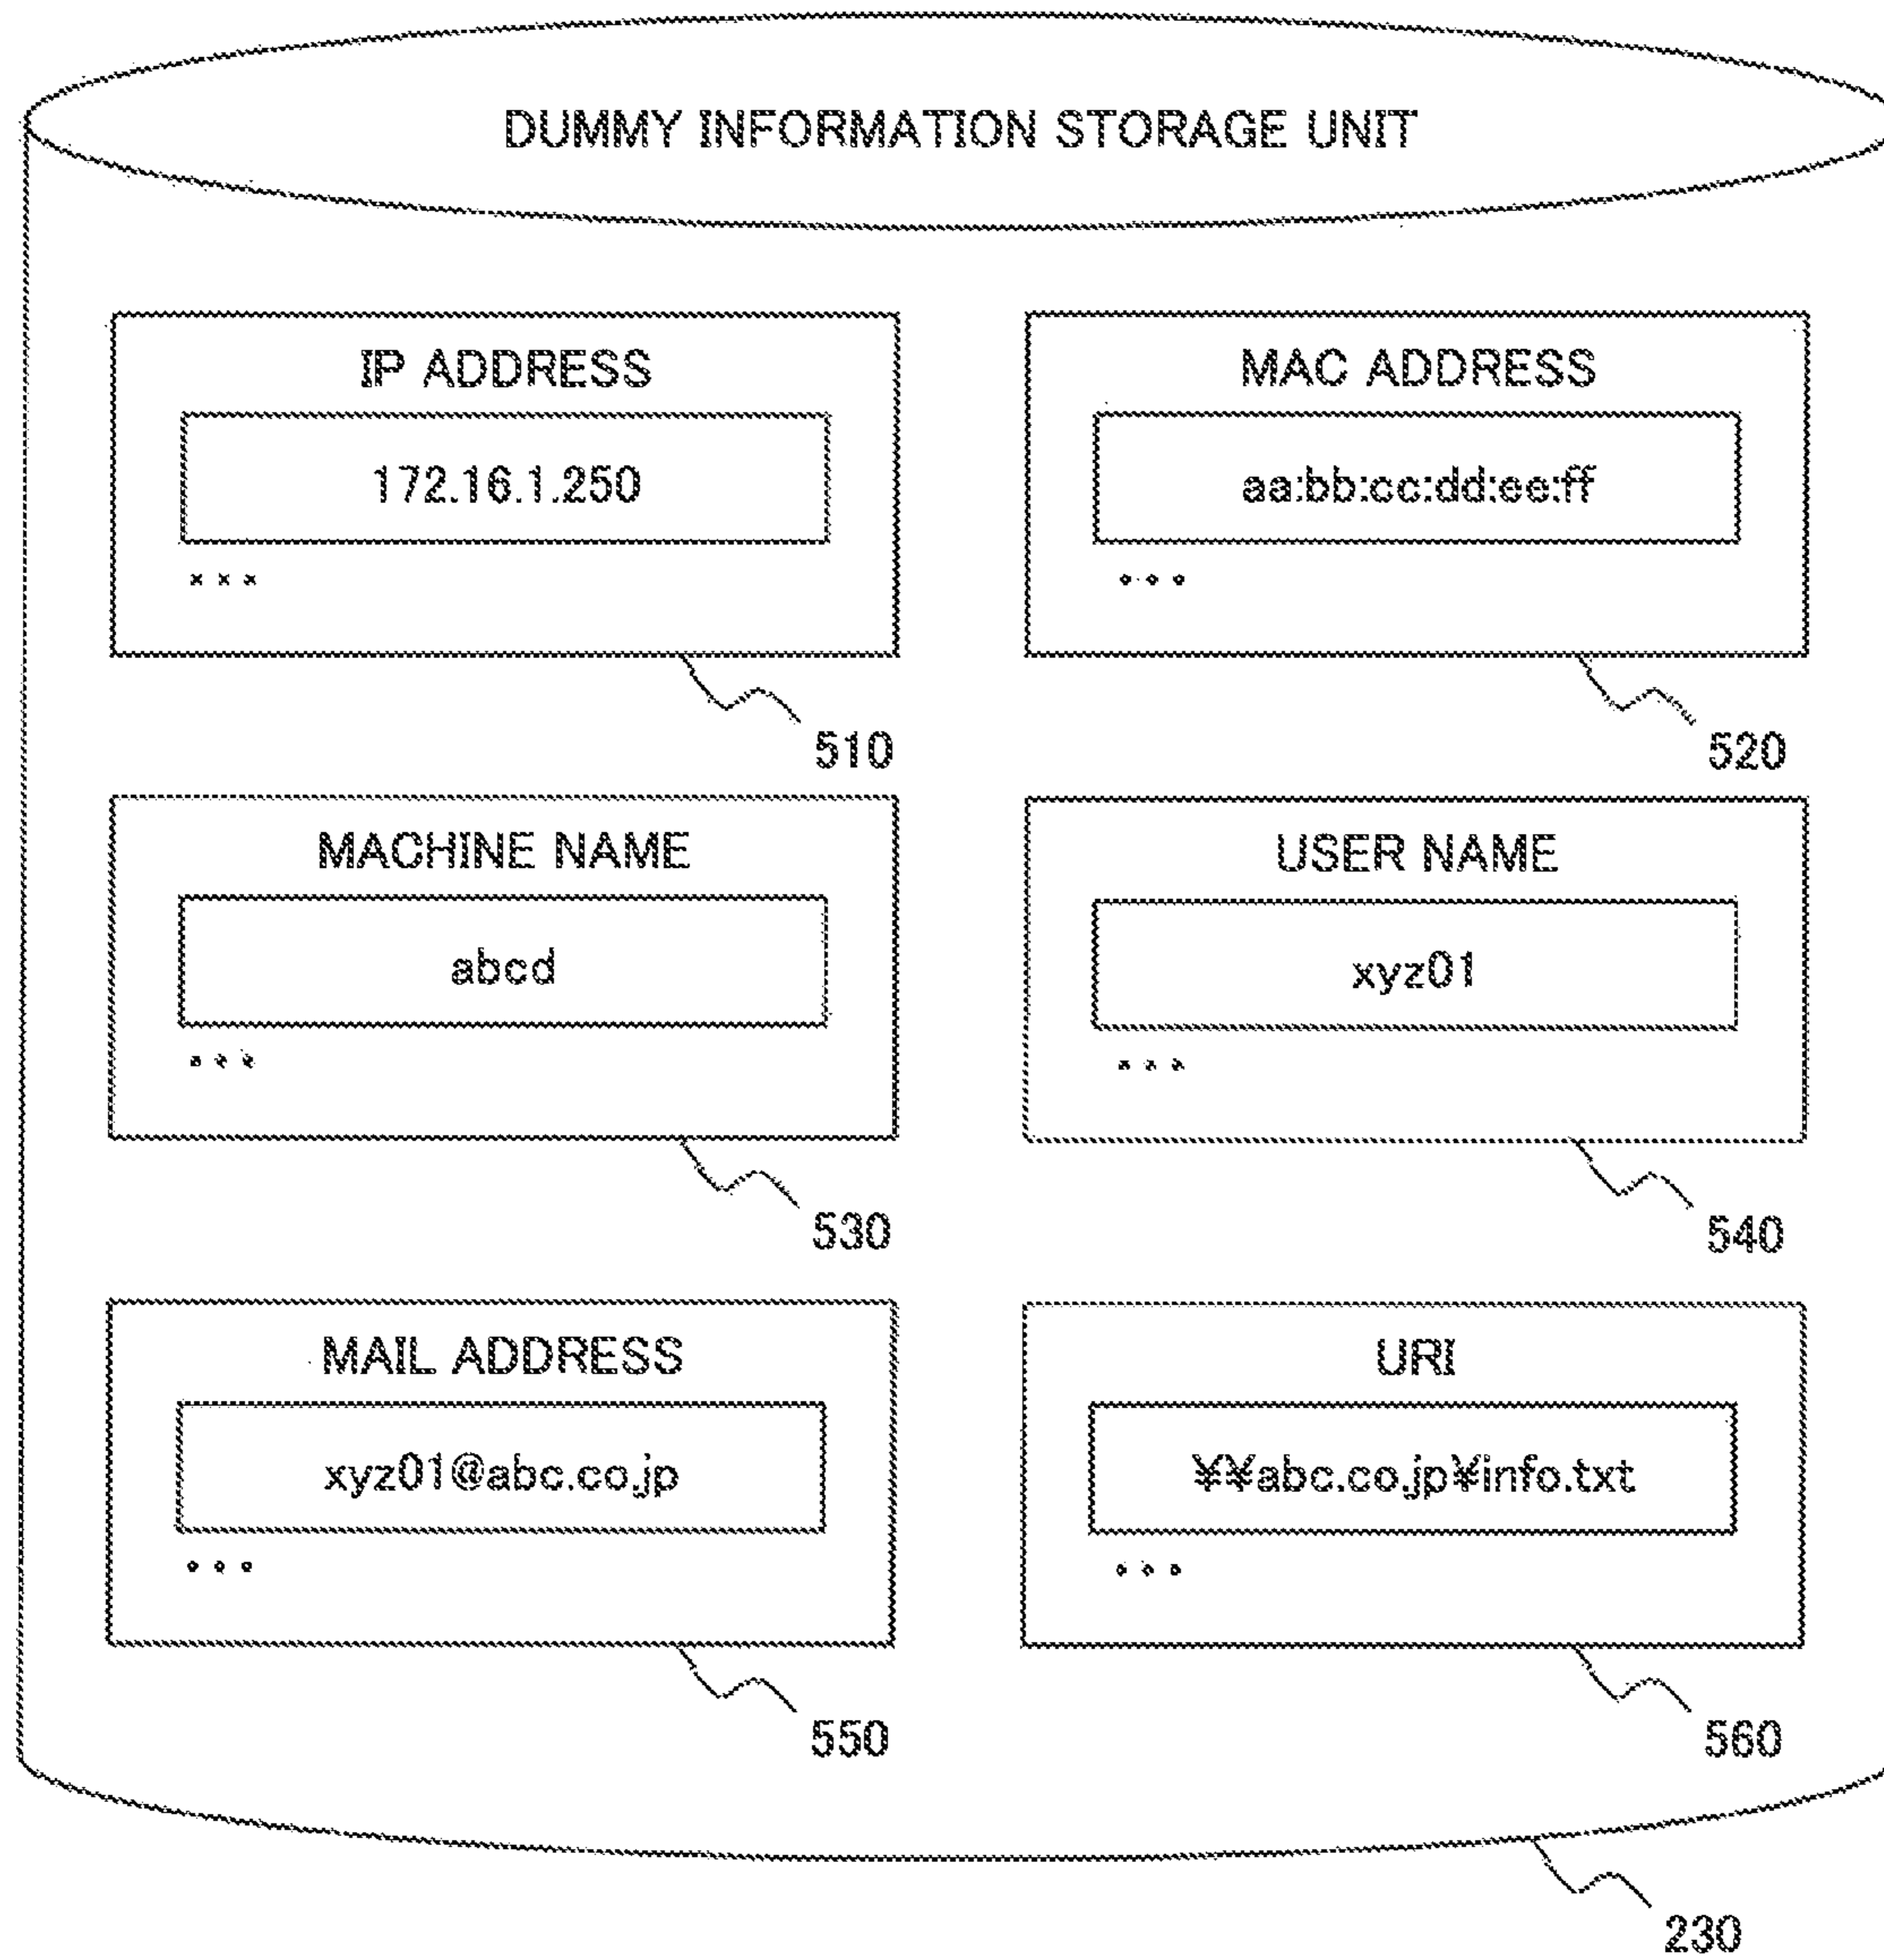 DUMMY INFORMATION STORAGE UNIT
IP ADDRESS
172.16.1.250
...
510
MAC ADDRESS
aa:bb:cc:dd:ee:ff
...
520
MACHINE NAME
abcd
...
530
USER NAME
xyz01
...
540
MAIL ADDRESS
xyz01@abc.co.jp
...
550
URI
¥¥abc.co.jp¥info.txt
...
560
230